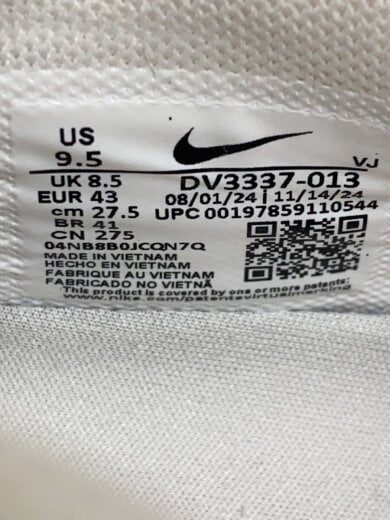 US
9.5
VJ
UK 8.5
DV3337-013
EUR 43
08/01/24 | 11/14/24
cm 27.5
UPC 00197859110544
BR 41
CN 275
04NB8B0JCQN7Q
MADE IN VIETNAM
HECHO EN VIETNAM
FABRIQUE AU VIETNAM
FABRICADO NO VIETNÃ
This product is covered by one or more patents:
www.nike.com/patentsvirtualmarking